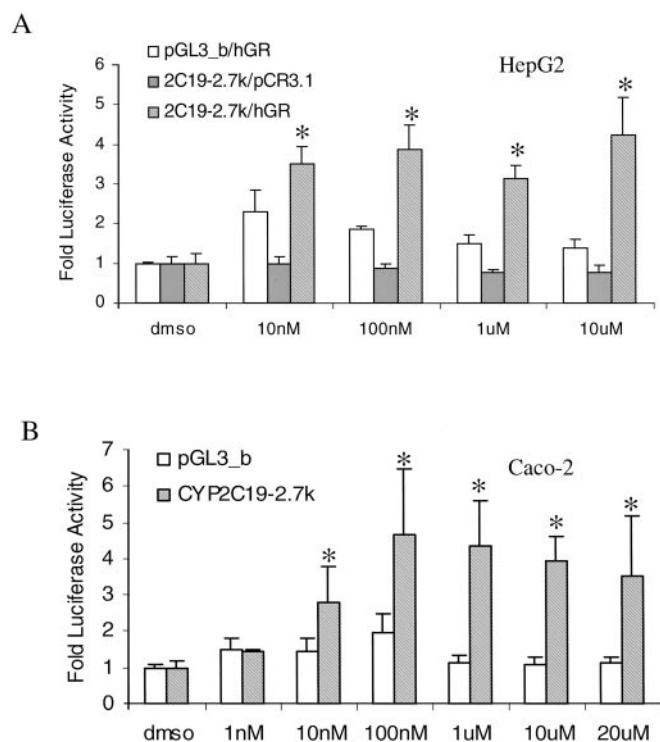 A
pGL3_b/hGR
2C19-2.7k/pCR3.1
2C19-2.7k/hGR
HepG2
Fold Luciferase Activity
6
5
4
3
2
1
0
* * * *
dmso 10nM 100nM 1uM 10uM
B
pGL3_b
CYP2C19-2.7k
Caco-2
Fold Luciferase Activity
7
6
5
4
3
2
1
0
* * * * *
dmso 1nM 10nM 100nM 1uM 10uM 20uM